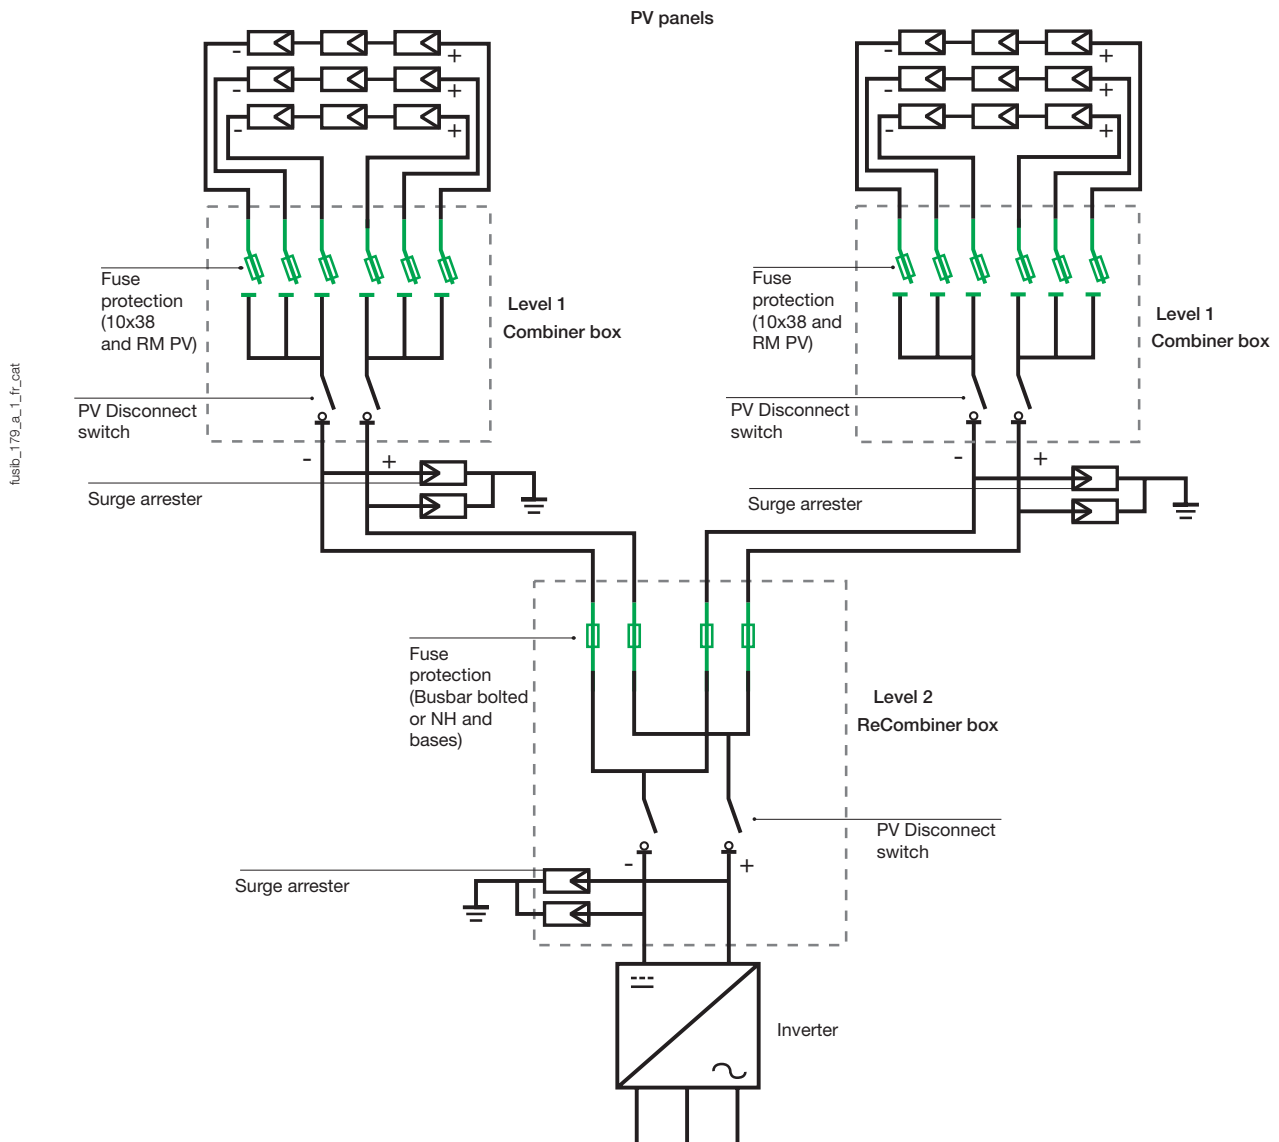 PV panels
-
+
-
+
-
+
-
+
-
+
-
+
Fuse
protection
(10x38
and RM PV)
Level 1
Combiner box
PV Disconnect
switch
-
+
Surge arrester
Fuse
protection
(10x38 and
RM PV)
Level 1
Combiner box
PV Disconnect
switch
-
+
Surge arrester
fusib_179_a_1_fr_cat
Fuse
protection
(Busbar bolted
or NH and
bases)
Level 2
ReCombiner box
PV Disconnect
switch
-
+
Surge arrester
Inverter